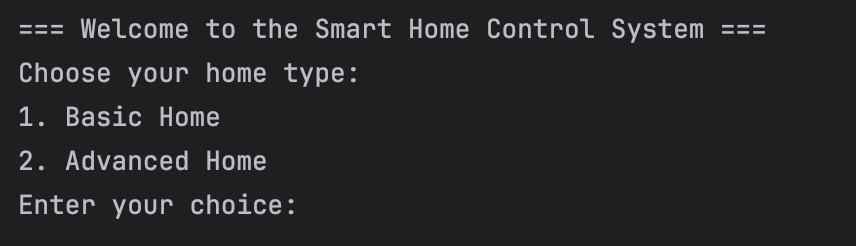 === Welcome to the Smart Home Control System ===
Choose your home type:
1. Basic Home
2. Advanced Home
Enter your choice: